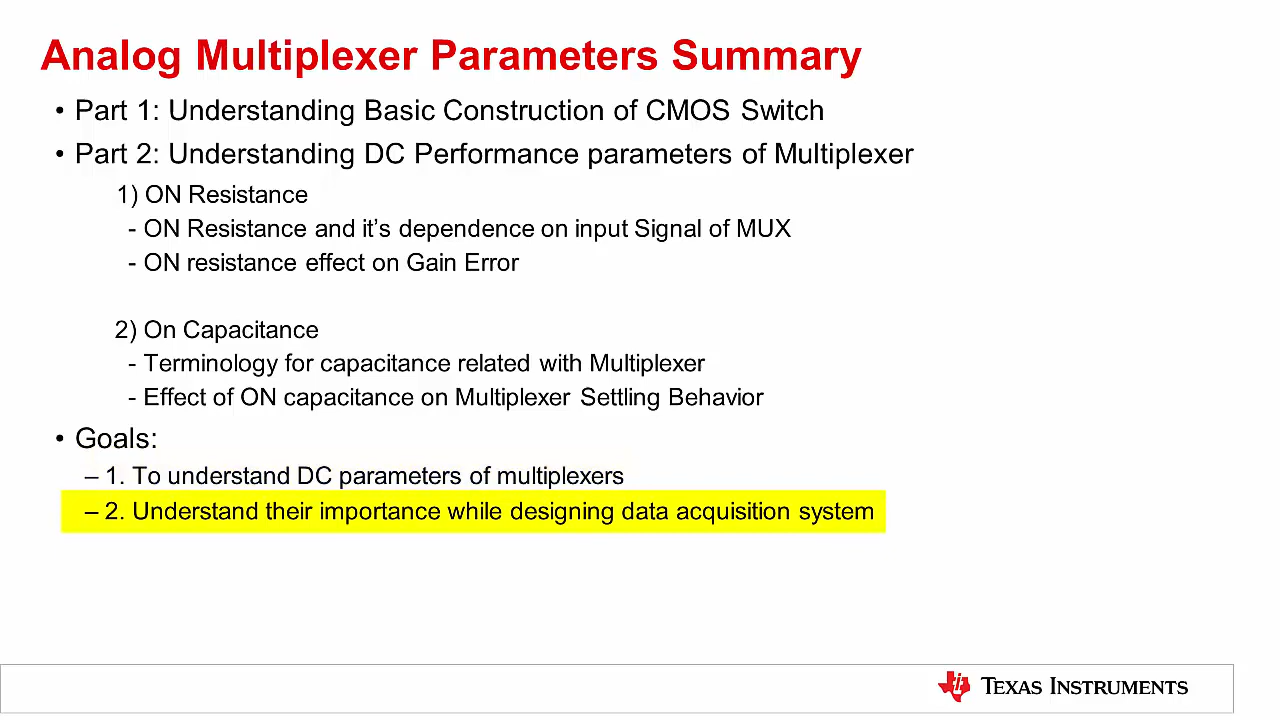 Analog Multiplexer Parameters Summary
• Part 1: Understanding Basic Construction of CMOS Switch
• Part 2: Understanding DC Performance parameters of Multiplexer
1) ON Resistance
- ON Resistance and it’s dependence on input Signal of MUX
- ON resistance effect on Gain Error
2) On Capacitance
- Terminology for capacitance related with Multiplexer
- Effect of ON capacitance on Multiplexer Settling Behavior
• Goals:
– 1. To understand DC parameters of multiplexers
– 2. Understand their importance while designing data acquisition system
TEXAS INSTRUMENTS